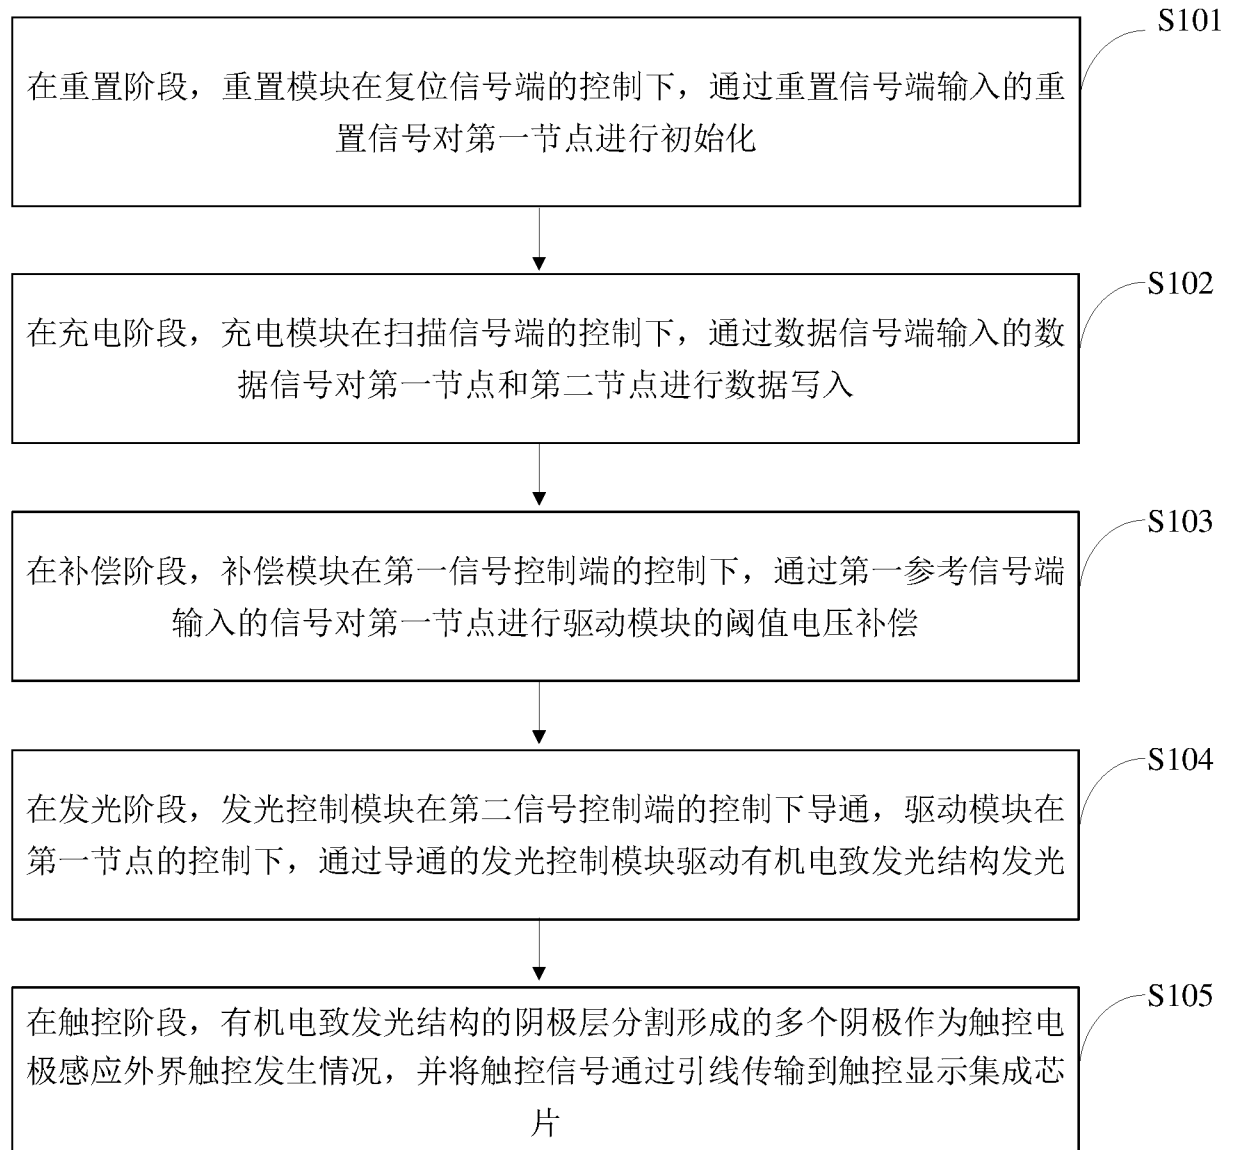 S101
在重置阶段，重置模块在复位信号端的控制下，通过重置信号端输入的重
置信号对第一节点进行初始化
S102
在充电阶段，充电模块在扫描信号端的控制下，通过数据信号端输入的数
据信号对第一节点和第二节点进行数据写入
S103
在补偿阶段，补偿模块在第一信号控制端的控制下，通过第一参考信号端
输入的信号对第一节点进行驱动模块的阈值电压补偿
S104
在发光阶段，发光控制模块在第二信号控制端的控制下导通，驱动模块在
第一节点的控制下，通过导通的发光控制模块驱动有机电致发光结构发光
S105
在触控阶段，有机电致发光结构的阴极层分割形成的多个阴极作为触控电
极感应外界触控发生情况，并将触控信号通过引线传输到触控显示集成芯
片